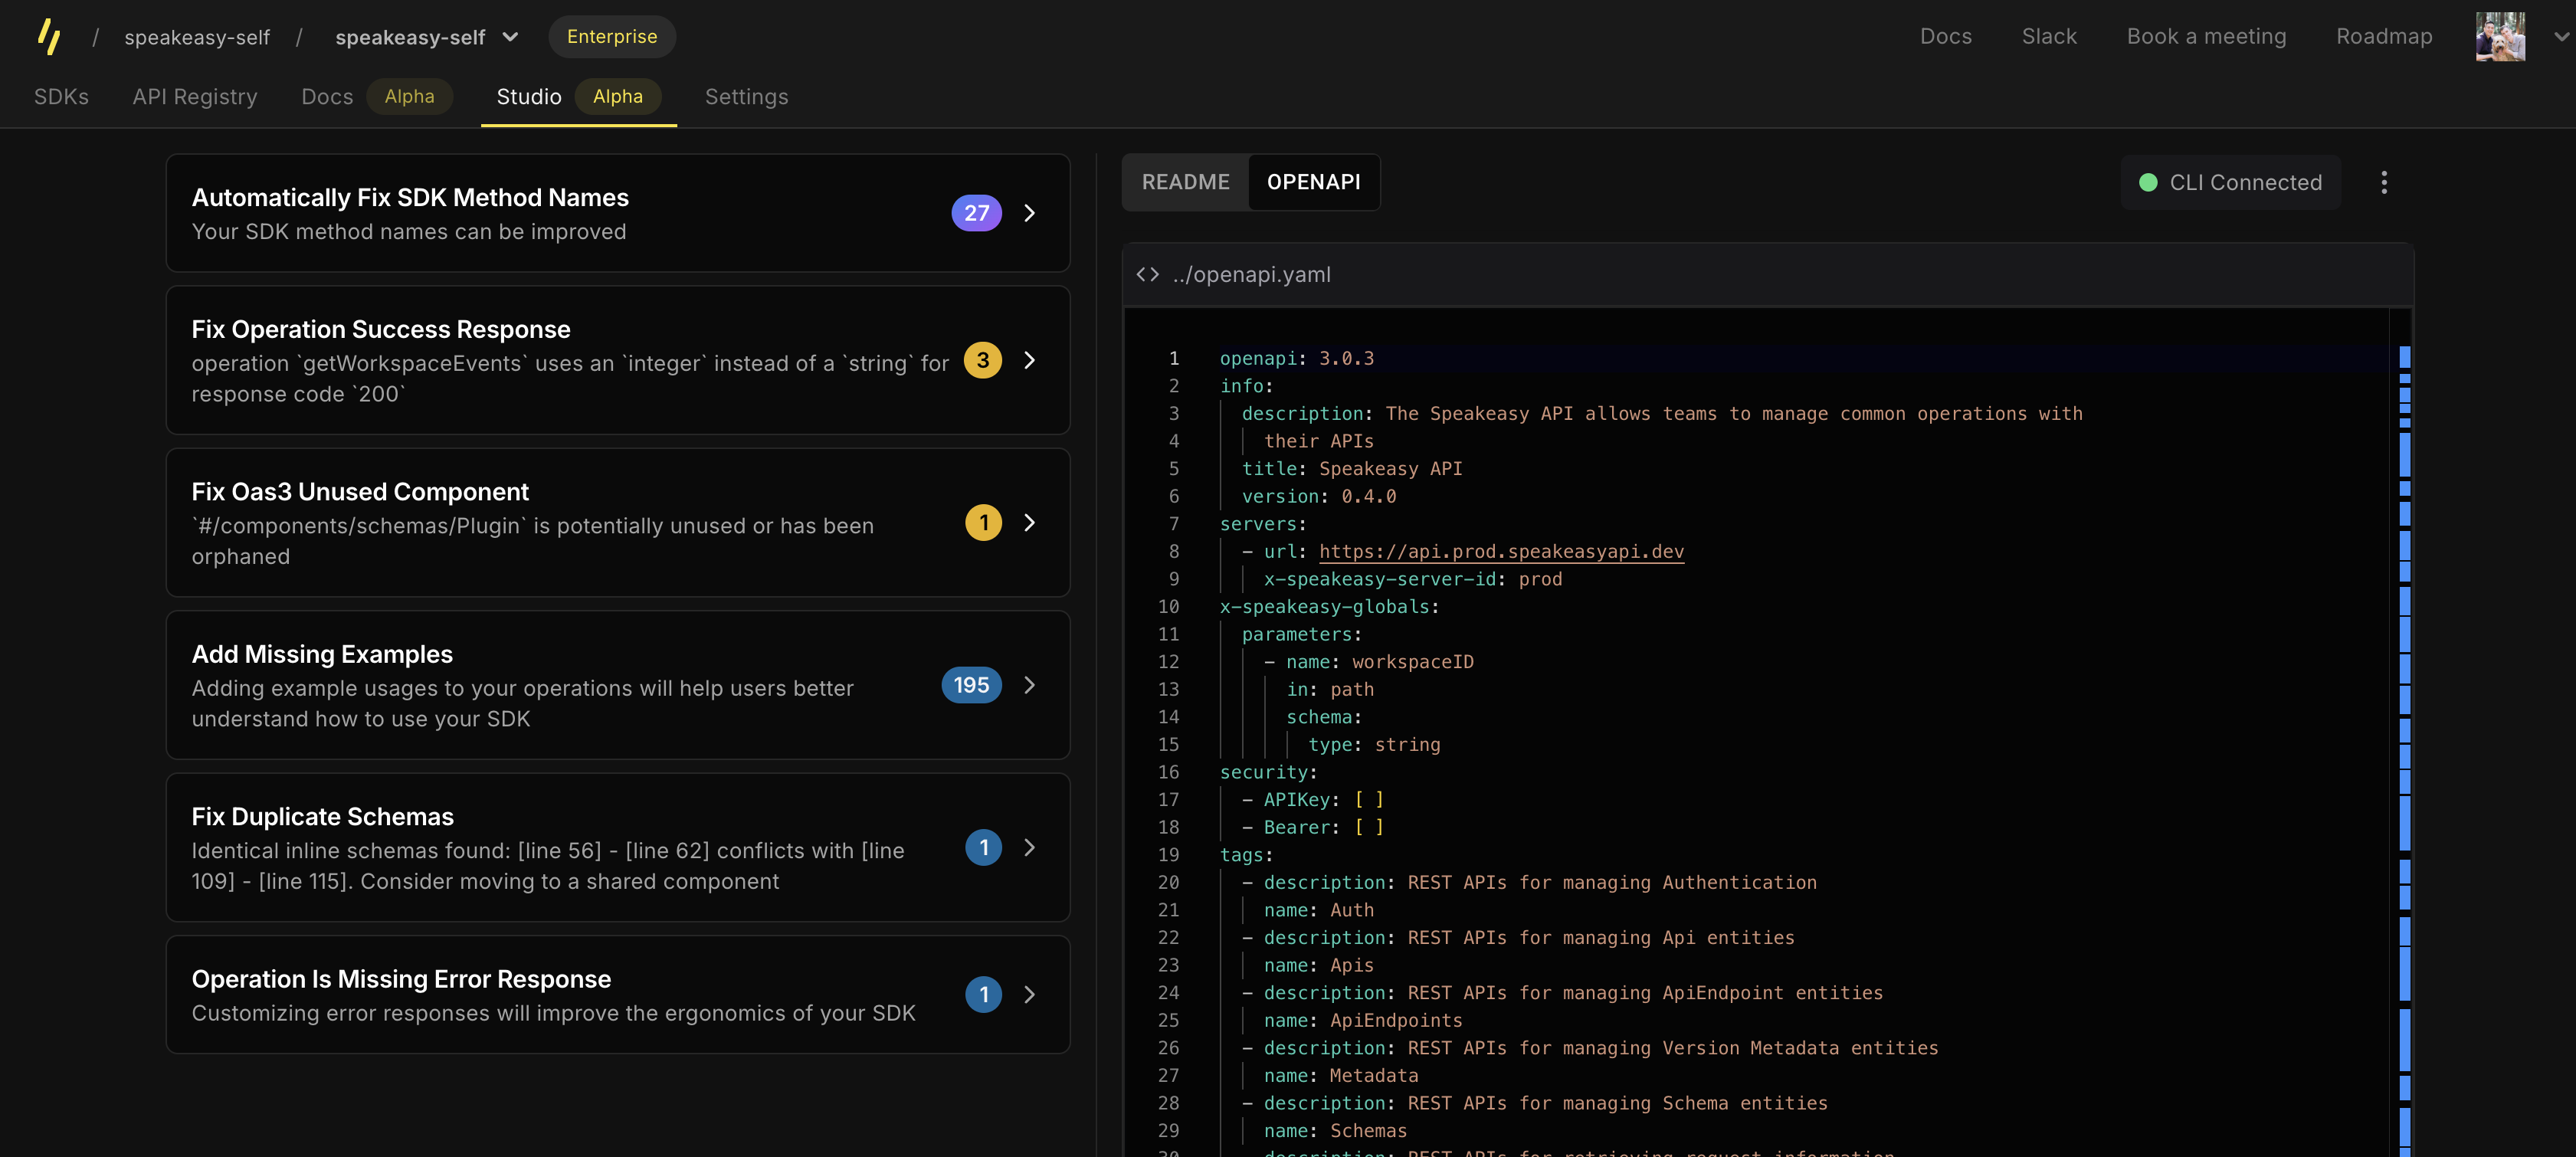 / speakeasy-self / speakeasy-self Enterprise
Docs Slack Book a meeting Roadmap
SDKs API Registry Docs Alpha Studio Alpha Settings
Automatically Fix SDK Method Names
Your SDK method names can be improved
27
Fix Operation Success Response
operation `getWorkspaceEvents` uses an `integer` instead of a `string` for
response code `200`
3
Fix Oas3 Unused Component
`#/components/schemas/Plugin` is potentially unused or has been
orphaned
1
Add Missing Examples
Adding example usages to your operations will help users better
understand how to use your SDK
195
Fix Duplicate Schemas
Identical inline schemas found: [line 56] - [line 62] conflicts with [line
109] - [line 115]. Consider moving to a shared component
1
Operation Is Missing Error Response
Customizing error responses will improve the ergonomics of your SDK
1
README OPENAPI
CLI Connected
<> ../openapi.yaml
1 openapi: 3.0.3
2 info:
3 description: The Speakeasy API allows teams to manage common operations with
4 their APIs
5 title: Speakeasy API
6 version: 0.4.0
7 servers:
8 - url: https://api.prod.speakeasyapi.dev
9 x-speakeasy-server-id: prod
10 x-speakeasy-globals:
11 parameters:
12 - name: workspaceID
13 in: path
14 schema:
15 type: string
16 security:
17 - APIKey: [ ]
18 - Bearer: [ ]
19 tags:
20 - description: REST APIs for managing Authentication
21 name: Auth
22 - description: REST APIs for managing Api entities
23 name: Apis
24 - description: REST APIs for managing ApiEndpoint entities
25 name: ApiEndpoints
26 - description: REST APIs for managing Version Metadata entities
27 name: Metadata
28 - description: REST APIs for managing Schema entities
29 name: Schemas
30 - description: REST APIs for retrieving request information